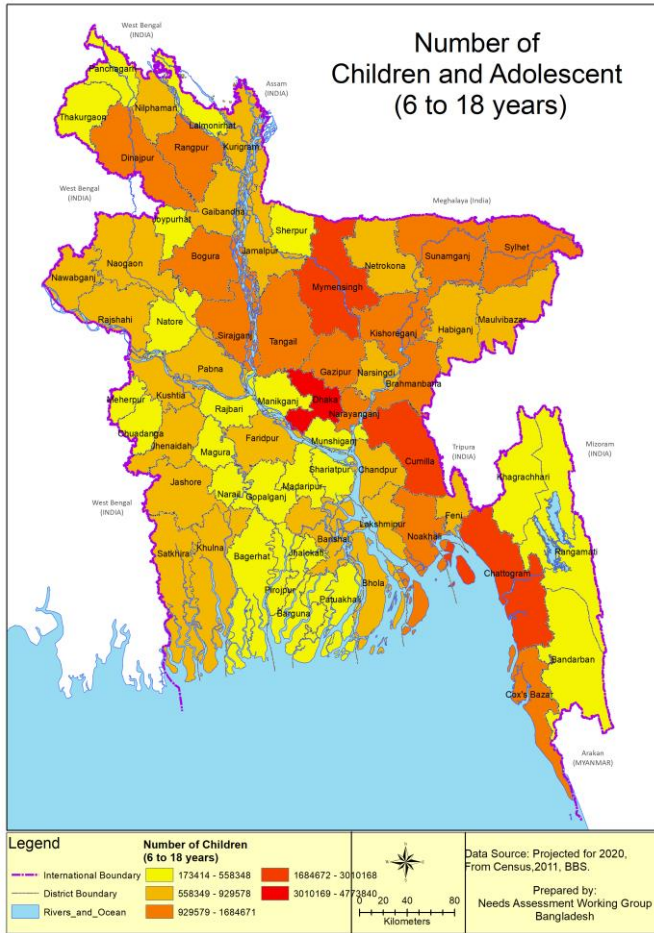 Number of
Children and Adolescent
(6 to 18 years)
West Bengal
(INDIA)
Assam
(INDIA)
Panchagarh
Thakurgaon
Nilphamari
Lalmonirhat
Kurigram
Dinajpur
Rangpur
West Bengal
(INDIA)
Meghalaya (India)
Gaibandha
Joypurhat
Sherpur
Jamalpur
Bogura
Naogaon
Nawabganj
Mymensingh
Netrokona
Sunamganj
Sylhet
Rajshahi
Natore
Sirajganj
Tangail
Kishoreganj
Habiganj
Maulvibazar
Pabna
Gazipur
Narsingdi
Brahmanbaria
Meherpur
Kushtia
Manikganj
Dhaka
Narayanganj
Chuadanga
Rajbari
Jhenaidah
Faridpur
Munshiganj
Magura
Cumilla
Tripura
(INDIA)
Mizoram
(INDIA)
Shariatpur
Chandpur
Khagrachhari
Jashore
Narail
Gopalganj
Madaripur
West Bengal
(INDIA)
Feni
Lakshmipur
Noakhali
Rangamati
Satkhira
Khulna
Barishal
Bagerhat
Jhalokati
Chattogram
Bhola
Pirojpur
Patuakhali
Barguna
Bandarban
Cox's Bazar
Arakan
(MYANMAR)
Legend
International Boundary
District Boundary
Rivers_and_Ocean
Number of Children
(6 to 18 years)
173414 - 558348
558349 - 929578
929579 - 1684671
1684672 - 3010168
3010169 - 4773840
0 20 40 80
Kilometers
Data Source: Projected for 2020,
From Census,2011, BBS.
Prepared by:
Needs Assessment Working Group
Bangladesh